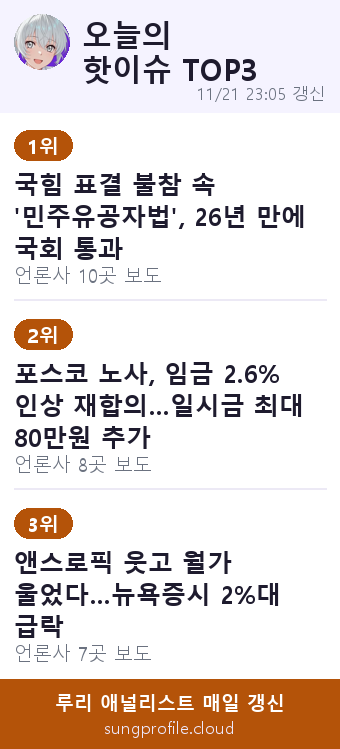 오늘의
핫이슈 TOP3
11/21 23:05 갱신
1위
국힘 표결 불참 속
'민주유공자법', 26년 만에
국회 통과
언론사 10곳 보도
2위
포스코 노사, 임금 2.6%
인상 재합의...일시금 최대
80만원 추가
언론사 8곳 보도
3위
앤스로픽 웃고 월가
울었다...뉴욕증시 2%대
급락
언론사 7곳 보도
루리 애널리스트 매일 갱신
sungprofile.cloud